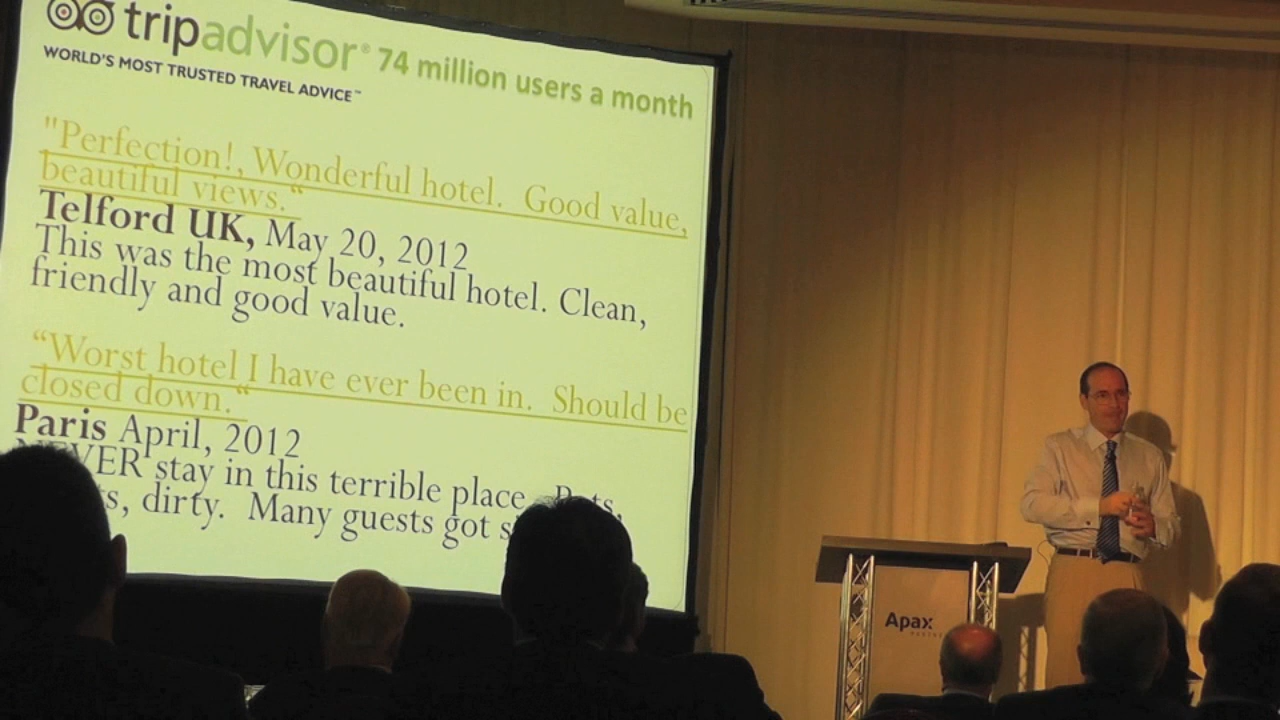 tripadvisor® 74 million users a month
WORLD'S MOST TRUSTED TRAVEL ADVICE™
"Perfection!, Wonderful hotel. Good value,
beautiful views.“
Telford UK, May 20, 2012
This was the most beautiful hotel. Clean,
friendly and good value.
“Worst hotel I have ever been in. Should be
closed down.“
Paris April, 2012
NEVER stay in this terrible place.
dirty. Many guests got
Apax